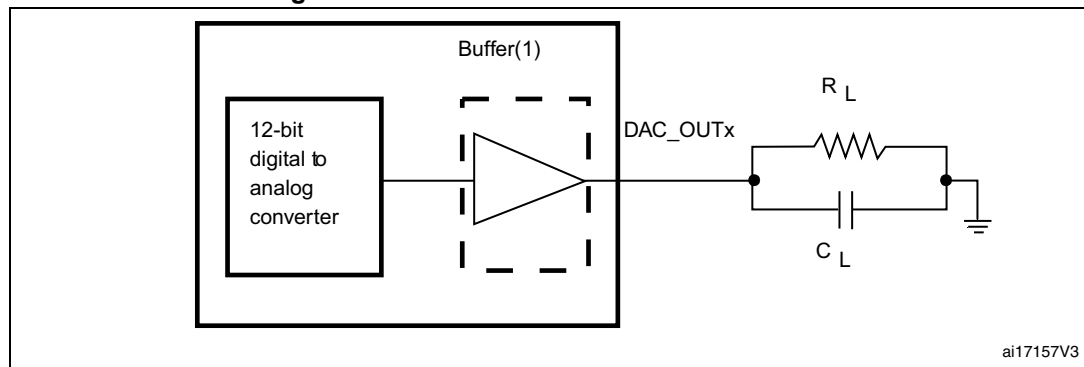 Buffer(1)
12-bit
digital to
analog
converter
DAC_OUTx
R L
C L
ai17157V3